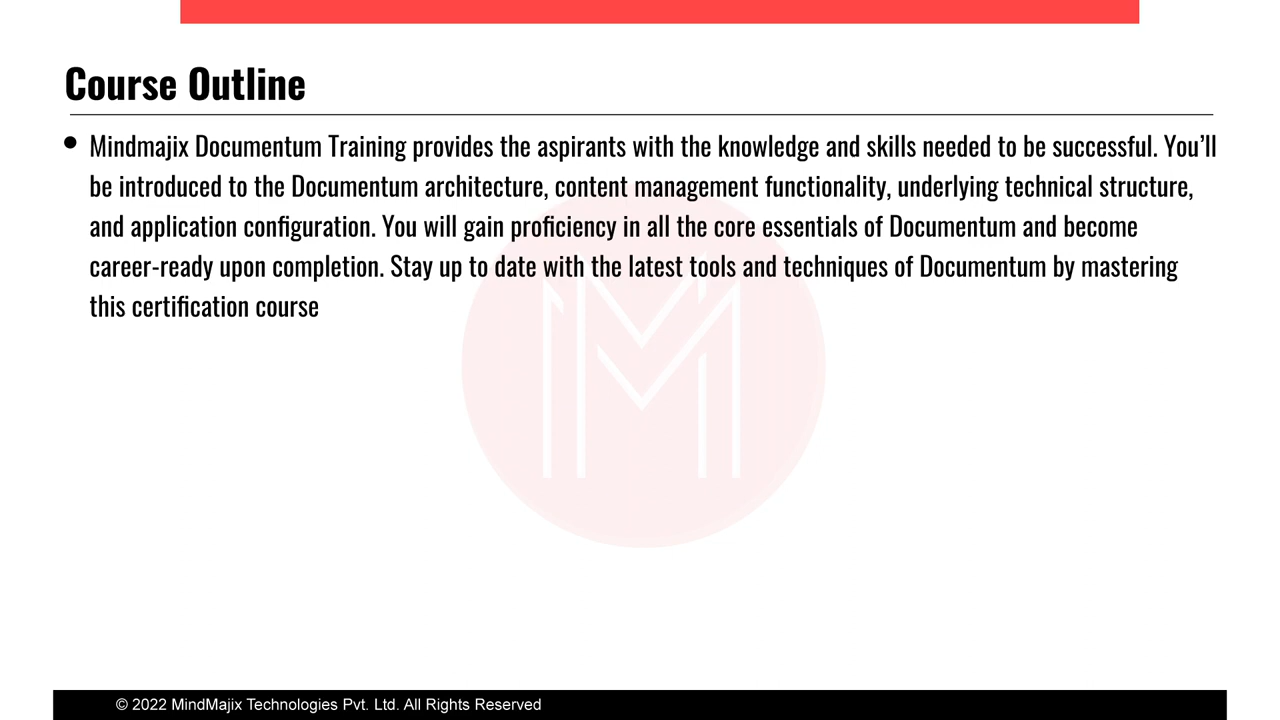 Course Outline
• Mindmajix Documentum Training provides the aspirants with the knowledge and skills needed to be successful. You’ll
be introduced to the Documentum architecture, content management functionality, underlying technical structure,
and application configuration. You will gain proficiency in all the core essentials of Documentum and become
career-ready upon completion. Stay up to date with the latest tools and techniques of Documentum by mastering
this certification course
© 2022 MindMajix Technologies Pvt. Ltd. All Rights Reserved